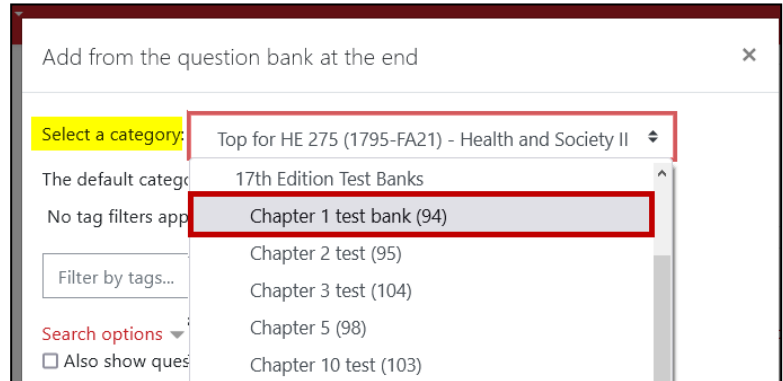 Add from the question bank at the end ×
Select a category: Top for HE 275 (1795-FA21) - Health and Society II
The default catego
17th Edition Test Banks
No tag filters app
Chapter 1 test bank (94)
Chapter 2 test (95)
Filter by tags...
Chapter 3 test (104)
Search options
Chapter 5 (98)
Also show ques
Chapter 10 test (103)